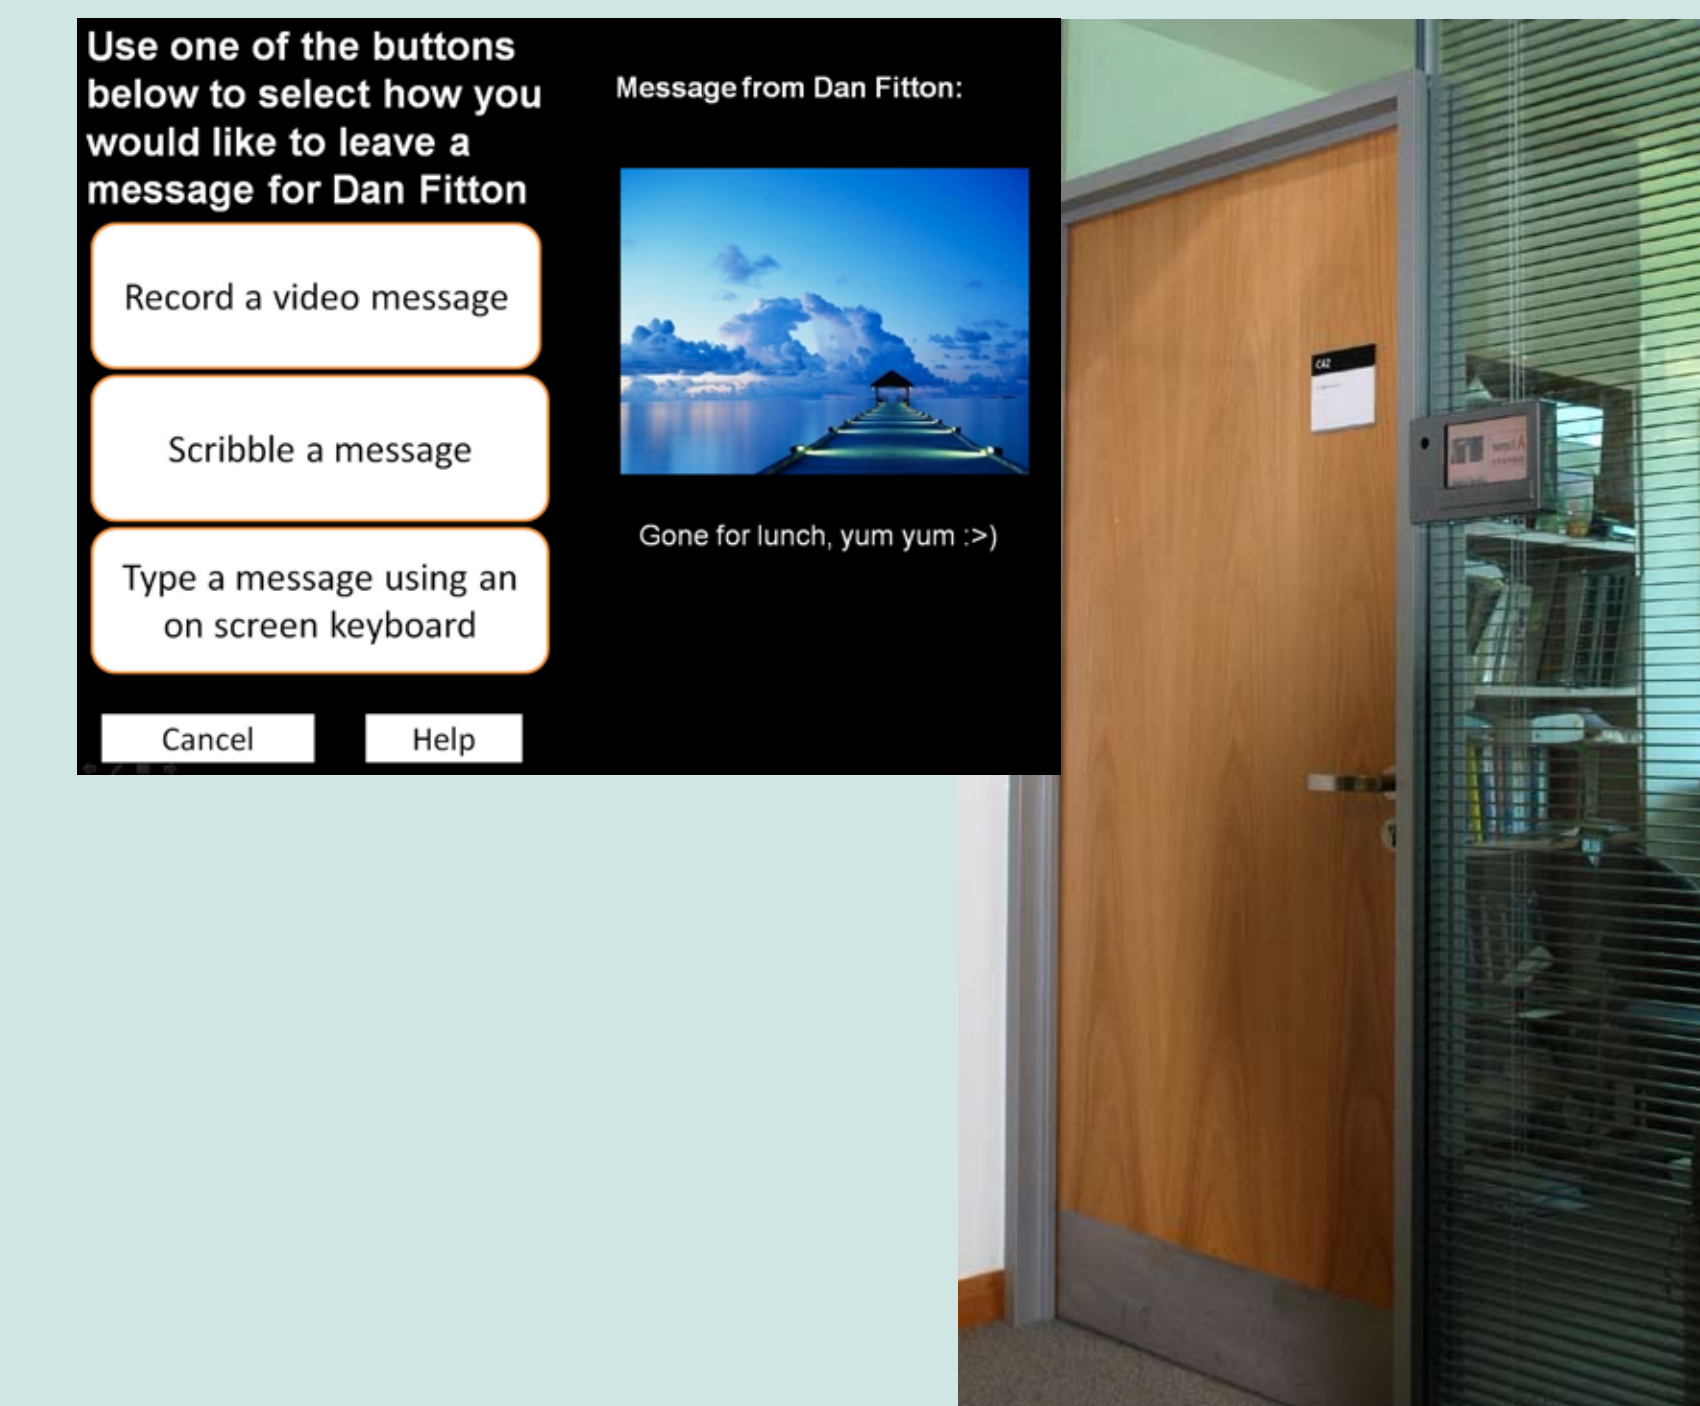 Use one of the buttons
below to select how you
would like to leave a
message for Dan Fitton
Record a video message
Scribble a message
Type a message using an
on screen keyboard
Cancel
Help
Message from Dan Fitton:
Gone for lunch, yum yum :>)
C42